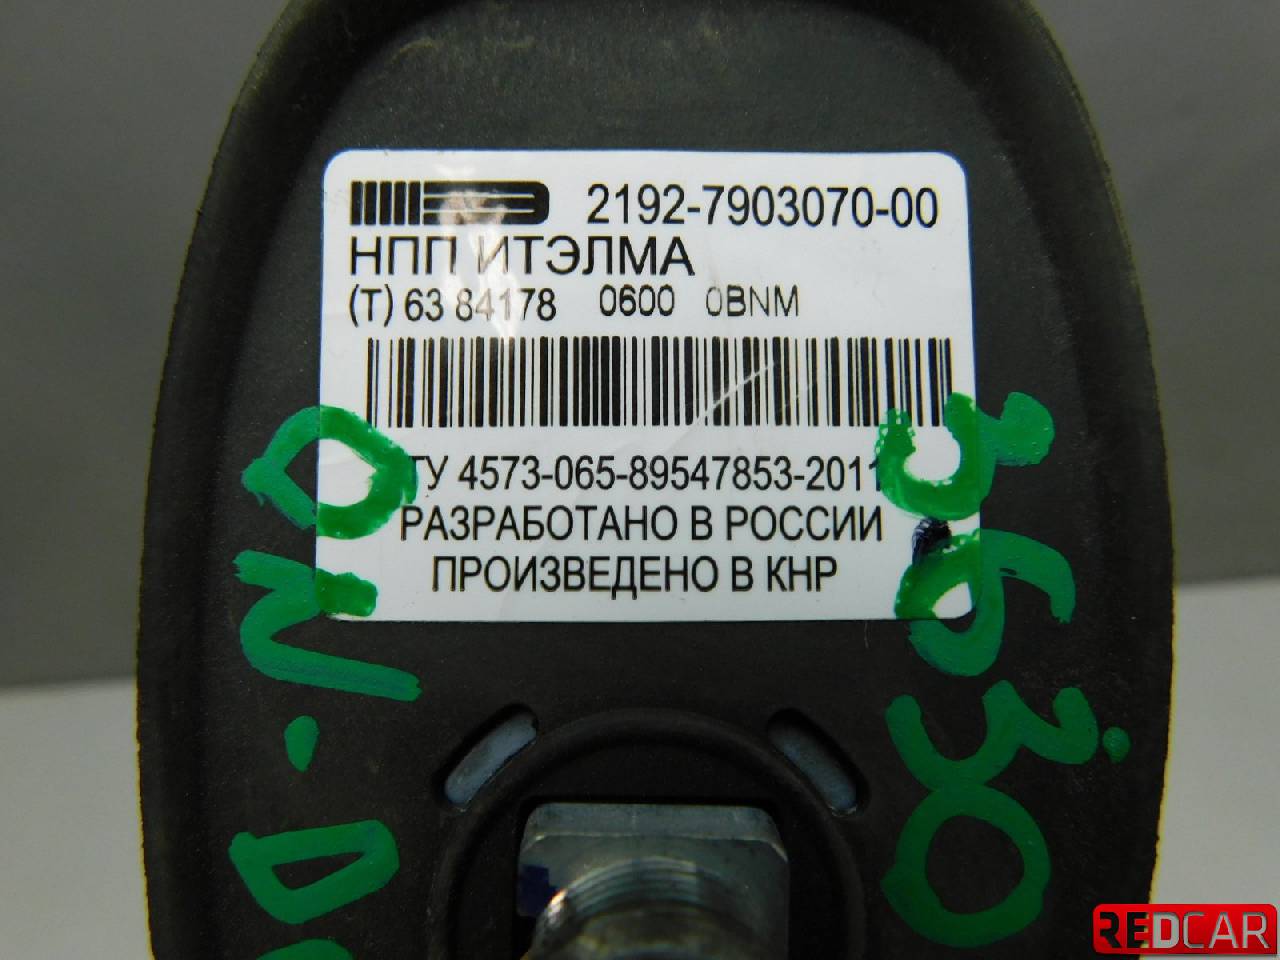 2192-7903070-00
НПП ИТЭЛМА
(Т) 63 84178 0600 0BNM
ТУ 4573-065-89547853-2011
РАЗРАБОТАНО В РОССИИ
ПРОИЗВЕДЕНО В КНР
REDCAR